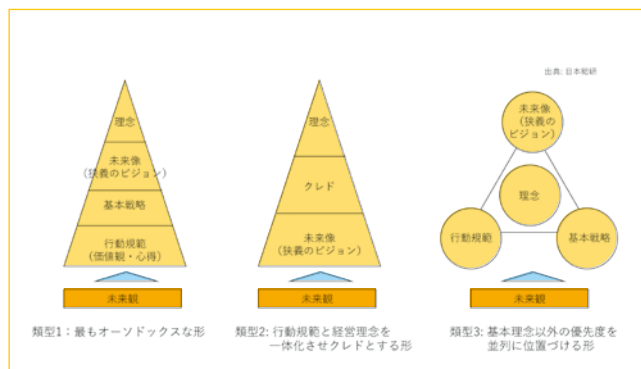 出典: 日本総研
理念
未来像
（狭義のビジョン）
基本戦略
行動規範
（価値観・心得）
未来観
類型1：最もオーソドックスな形
理念
クレド
未来像
（狭義のビジョン）
未来観
類型2: 行動規範と経営理念を
一体化させクレドとする形
未来像
（狭義の
ビジョン）
理念
行動規範
基本戦略
未来観
類型3: 基本理念以外の優先度を
並列に位置づける形